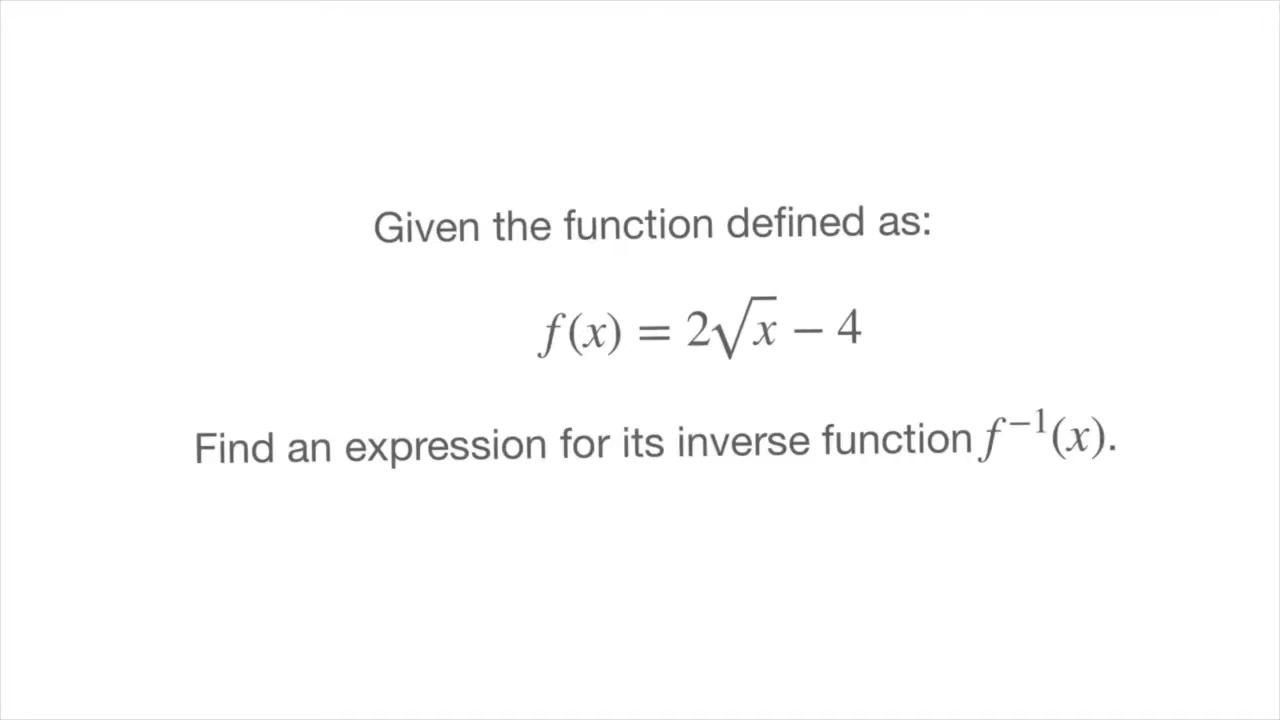 Given the function defined as:
f(x) = 2√x − 4
Find an expression for its inverse function f⁻¹(x).